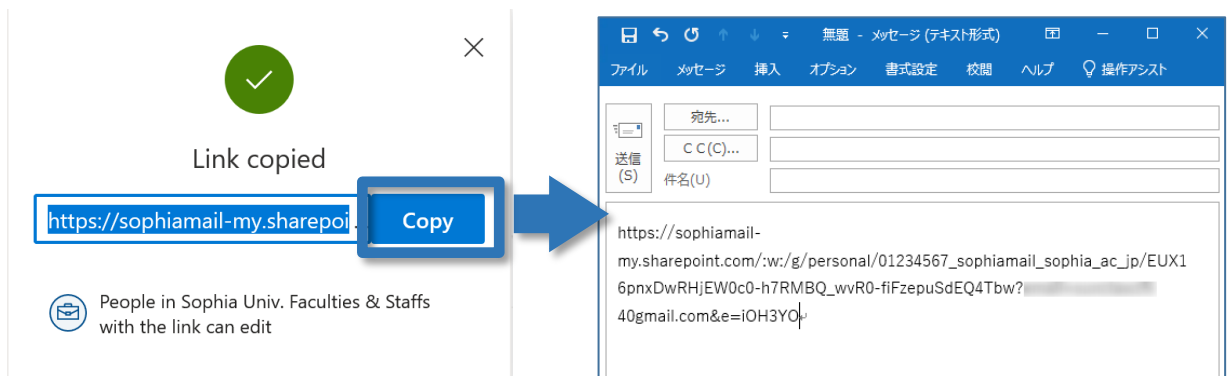 Link copied
https://sophiamail-my.sharepoi...
Copy
People in Sophia Univ. Faculties & Staffs
with the link can edit
無題 - メッセージ (テキスト形式)
ファイル メッセージ 挿入 オプション 書式設定 校閲 ヘルプ 操作アシスト
宛先...
送信
(S)
C C(C)...
件名(U)
https://sophiamail-
my.sharepoint.com/:w:/g/personal/01234567_sophiamail_sophia_ac_jp/EUX1
6pnxDwRHjEW0c0-h7RMBQ_wvR0-fiFzepuSdEQ4Tbw?
40gmail.com&e=iOH3YO